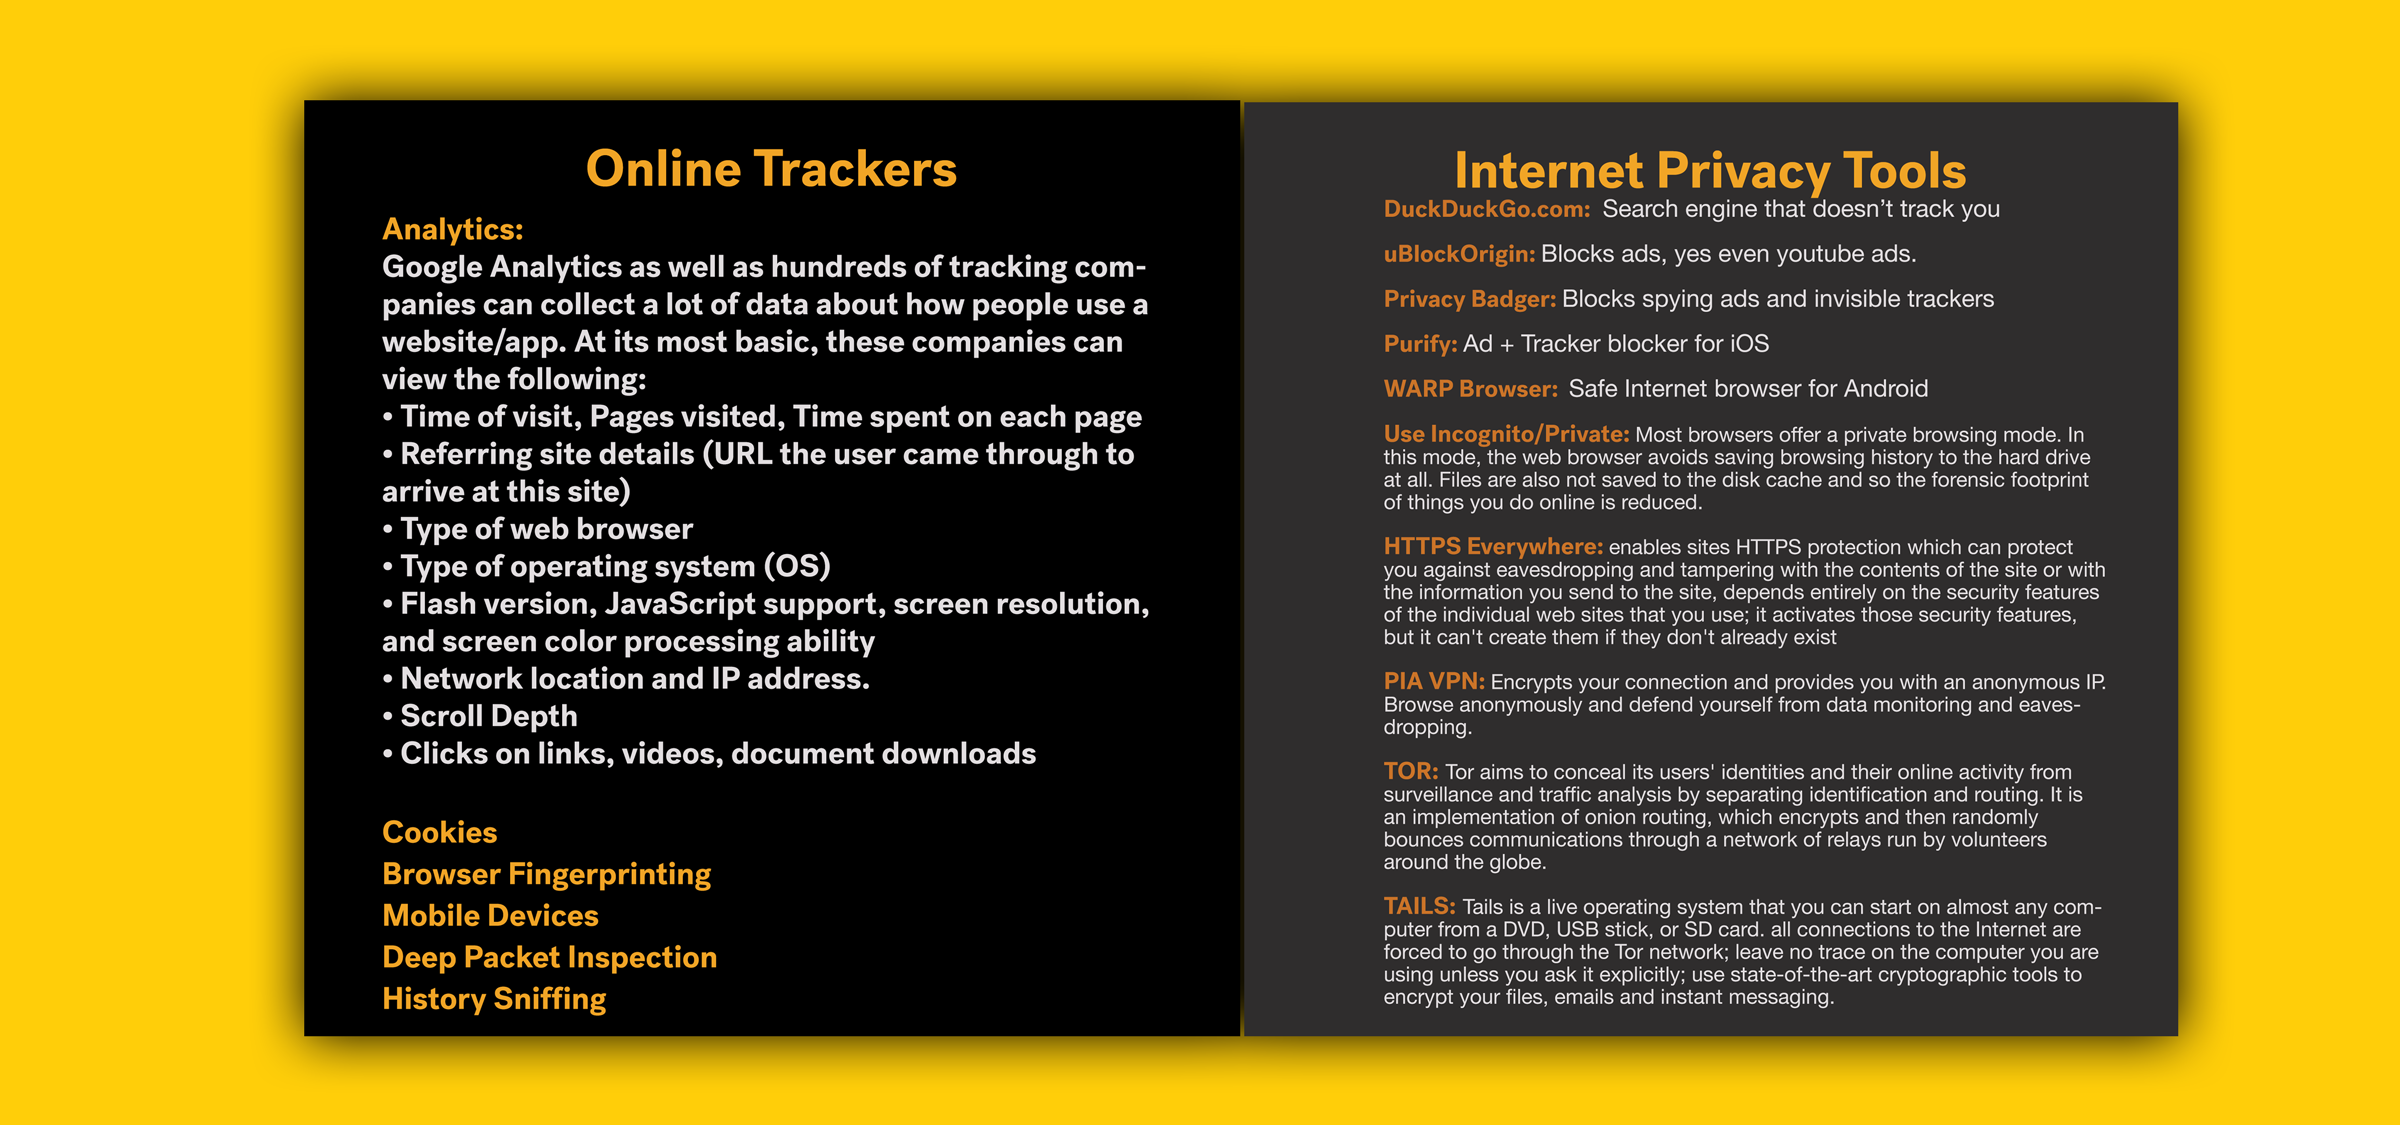 Online Trackers
Analytics:
Google Analytics as well as hundreds of tracking com-
panies can collect a lot of data about how people use a
website/app. At its most basic, these companies can
view the following:
• Time of visit, Pages visited, Time spent on each page
• Referring site details (URL the user came through to
arrive at this site)
• Type of web browser
• Type of operating system (OS)
• Flash version, JavaScript support, screen resolution,
and screen color processing ability
• Network location and IP address.
• Scroll Depth
• Clicks on links, videos, document downloads
Cookies
Browser Fingerprinting
Mobile Devices
Deep Packet Inspection
History Sniffing
Internet Privacy Tools
DuckDuckGo.com: Search engine that doesn’t track you
uBlockOrigin: Blocks ads, yes even youtube ads.
Privacy Badger: Blocks spying ads and invisible trackers
Purify: Ad + Tracker blocker for iOS
WARP Browser: Safe Internet browser for Android
Use Incognito/Private: Most browsers offer a private browsing mode. In
this mode, the web browser avoids saving browsing history to the hard drive
at all. Files are also not saved to the disk cache and so the forensic footprint
of things you do online is reduced.
HTTPS Everywhere: enables sites HTTPS protection which can protect
you against eavesdropping and tampering with the contents of the site or with
the information you send to the site, depends entirely on the security features
of the individual web sites that you use; it activates those security features,
but it can't create them if they don't already exist
PIA VPN: Encrypts your connection and provides you with an anonymous IP.
Browse anonymously and defend yourself from data monitoring and eaves-
dropping.
TOR: Tor aims to conceal its users' identities and their online activity from
surveillance and traffic analysis by separating identification and routing. It is
an implementation of onion routing, which encrypts and then randomly
bounces communications through a network of relays run by volunteers
around the globe.
TAILS: Tails is a live operating system that you can start on almost any com-
puter from a DVD, USB stick, or SD card. all connections to the Internet are
forced to go through the Tor network; leave no trace on the computer you are
using unless you ask it explicitly; use state-of-the-art cryptographic tools to
encrypt your files, emails and instant messaging.